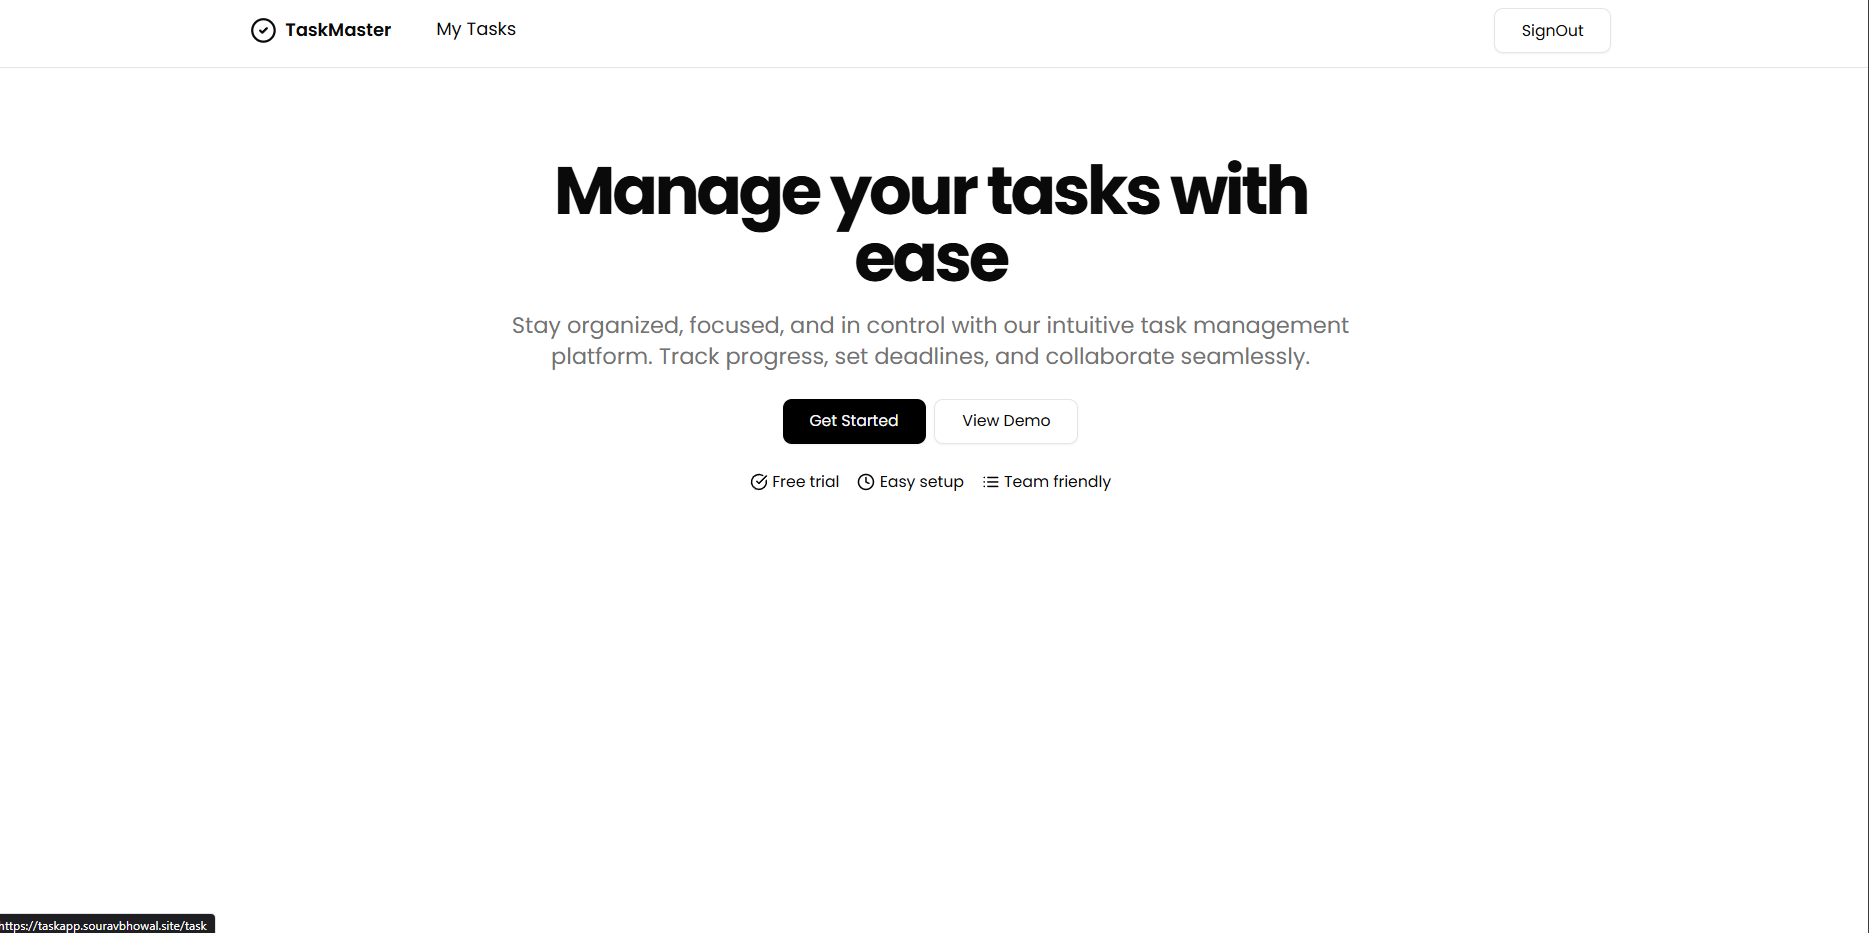 TaskMaster
My Tasks
SignOut
Manage your tasks with
ease
Stay organized, focused, and in control with our intuitive task management
platform. Track progress, set deadlines, and collaborate seamlessly.
Get Started
View Demo
Free trial
Easy setup
Team friendly
https://taskapp.souravbhowal.site/task